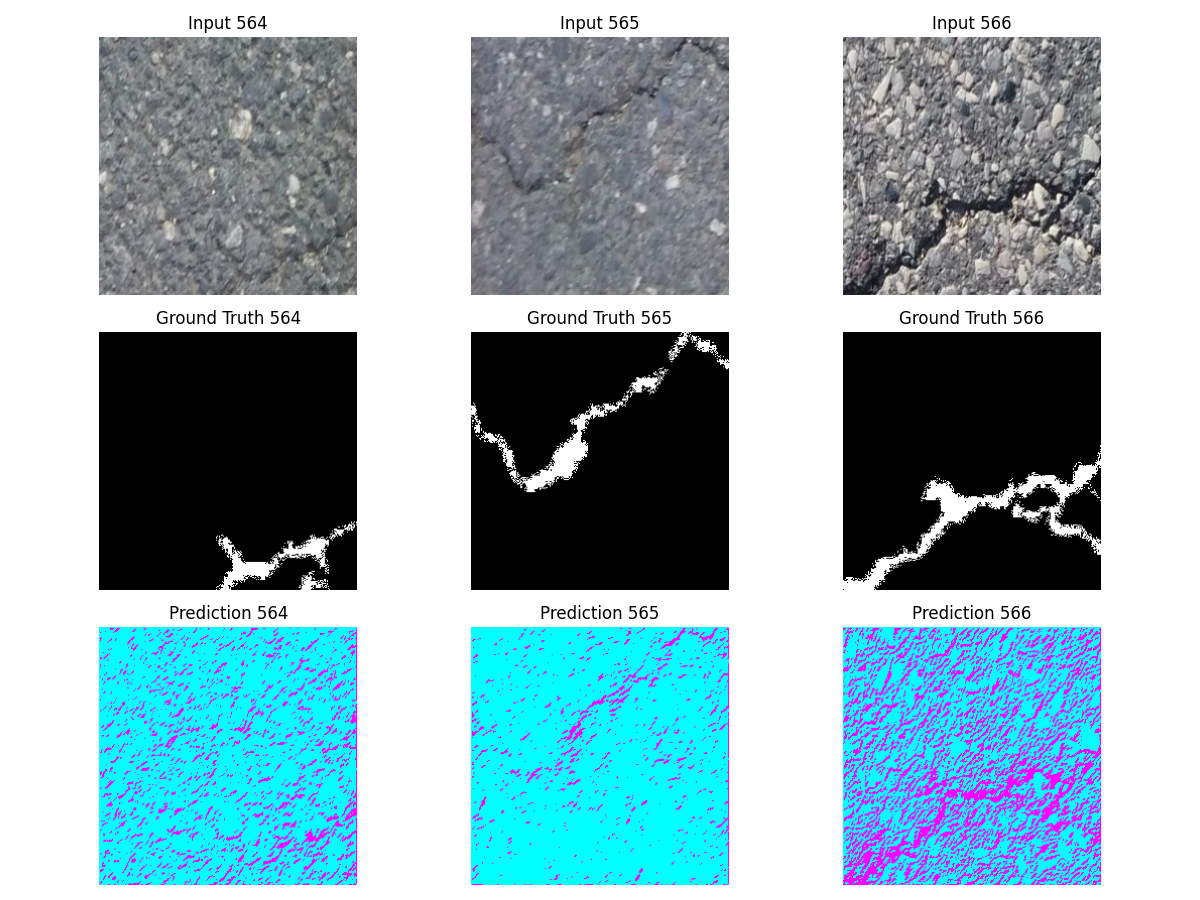 Input 564
Input 565
Input 566
Ground Truth 564
Ground Truth 565
Ground Truth 566
Prediction 564
Prediction 565
Prediction 566